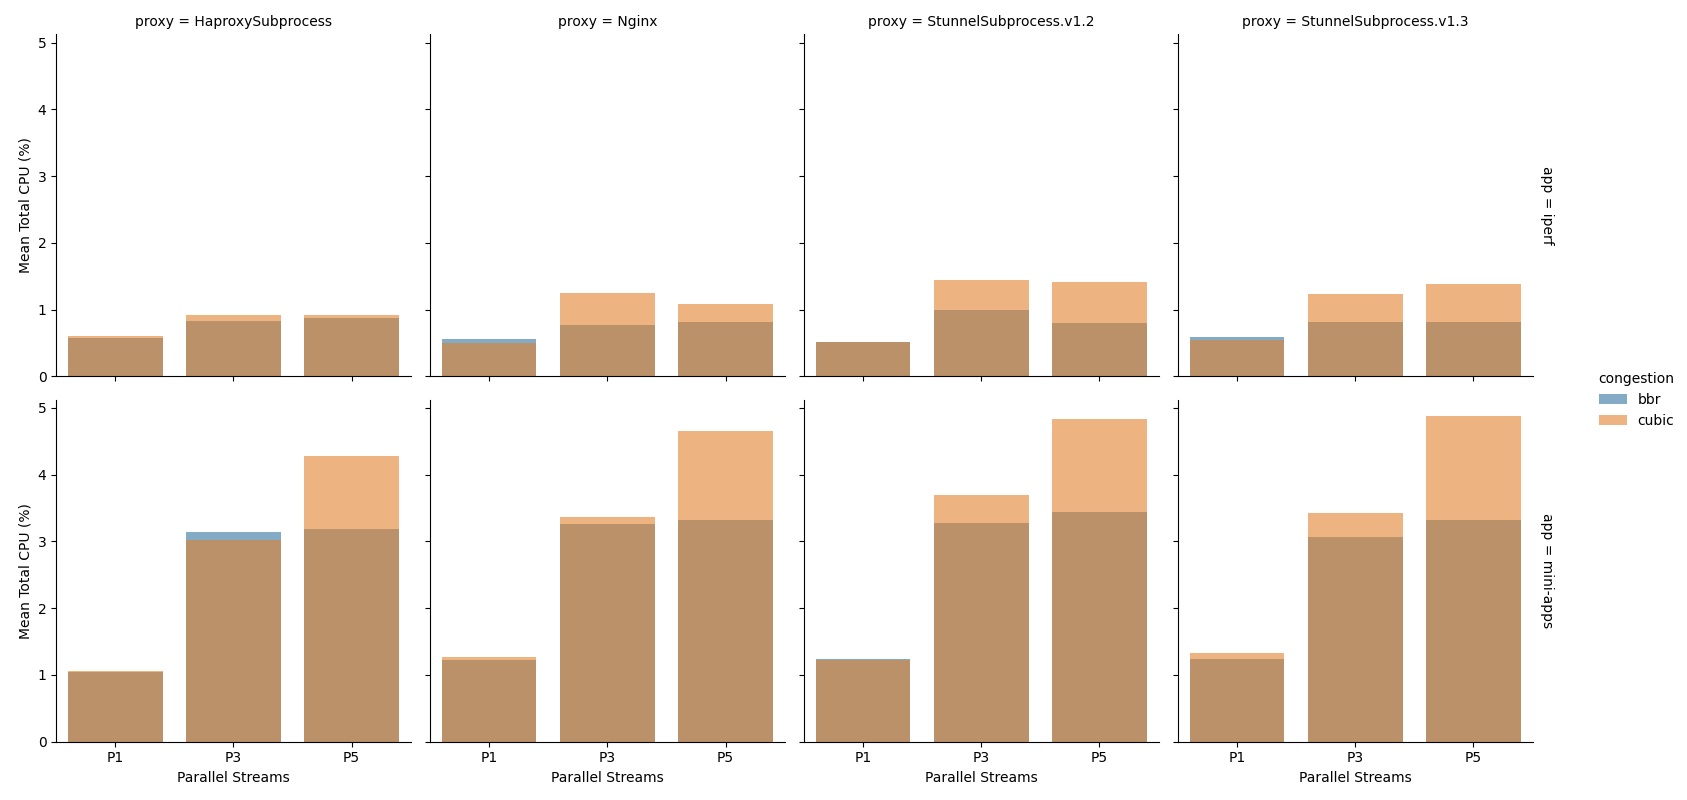 proxy = HaproxySubprocess
proxy = Nginx
proxy = StunnelSubprocess.v1.2
proxy = StunnelSubprocess.v1.3
Mean Total CPU (%)
5
4
3
2
1
0
app = iperf
congestion
bbr
cubic
Mean Total CPU (%)
5
4
3
2
1
0
app = mini-apps
P1 P3 P5
Parallel Streams
P1 P3 P5
Parallel Streams
P1 P3 P5
Parallel Streams
P1 P3 P5
Parallel Streams